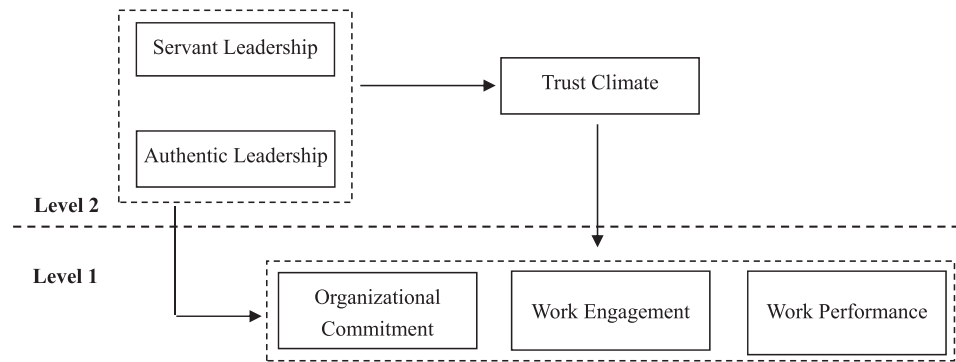 Servant Leadership
Trust Climate
Authentic Leadership
Level 2
Level 1
Organizational
Commitment
Work Engagement
Work Performance